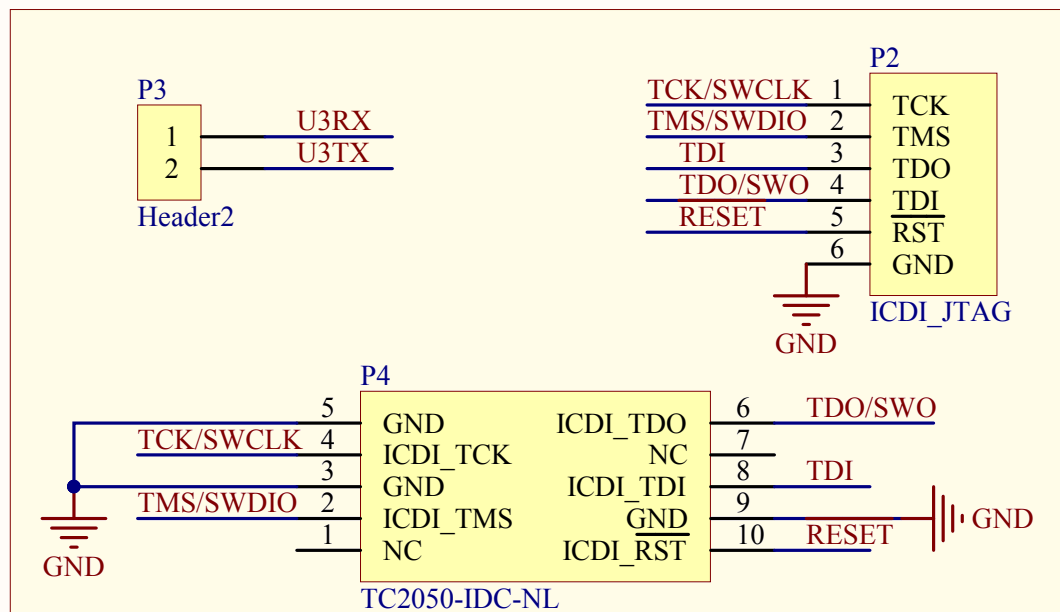 P3
1 U3RX
2 U3TX
Header2
P2
TCK/SWCLK 1 TCK
TMS/SWDIO 2 TMS
TDI 3 TDO
TDO/SWO 4 TDI
RESET 5 RST
6 GND
GND
ICDI_JTAG
P4
5 GND ICDI_TDO 6 TDO/SWO
TCK/SWCLK 4 ICDI_TCK NC 7
3 GND ICDI_TDI 8 TDI
TMS/SWDIO 2 ICDI_TMS GND 9 GND
1 NC ICDI_RST 10 RESET
GND
TC2050-IDC-NL